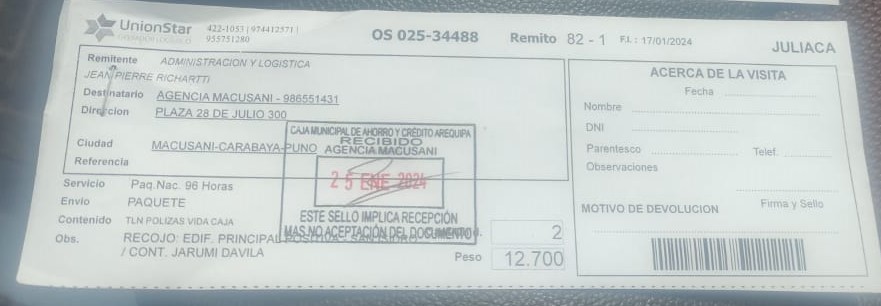 UnionStar
422-1053 | 974412571 |
955751280
OS 025-34488
Remito 82 - 1 F.I.: 17/01/2024
JULIACA
Remitente ADMINISTRACION Y LOGISTICA
JEAN PIERRE RICHARTTI
Destinatario AGENCIA MACUSANI - 986551431
Direccion PLAZA 28 DE JULIO 300
Ciudad MACUSANI-CARABAYA-PUNO
Referencia
CAJA MUNICIPAL DE AHORRO Y CRÉDITO AREQUIPA
RECIBIDO
AGENCIA MACUSANI
25 ENE 2024
ESTE SELLO IMPLICA RECEPCIÓN
MAS NO ACEPTACIÓN DEL DOCUMENTO
Servicio Paq.Nac. 96 Horas
Envio PAQUETE
Contenido TLN POLIZAS VIDA CAJA
Obs. RECOJO: EDIF. PRINCIPAL
/ CONT. JARUMI DAVILA
2
Peso 12.700
ACERCA DE LA VISITA
Fecha
Nombre
DNI
Parentesco Telef.
Observaciones
Firma y Sello
MOTIVO DE DEVOLUCION